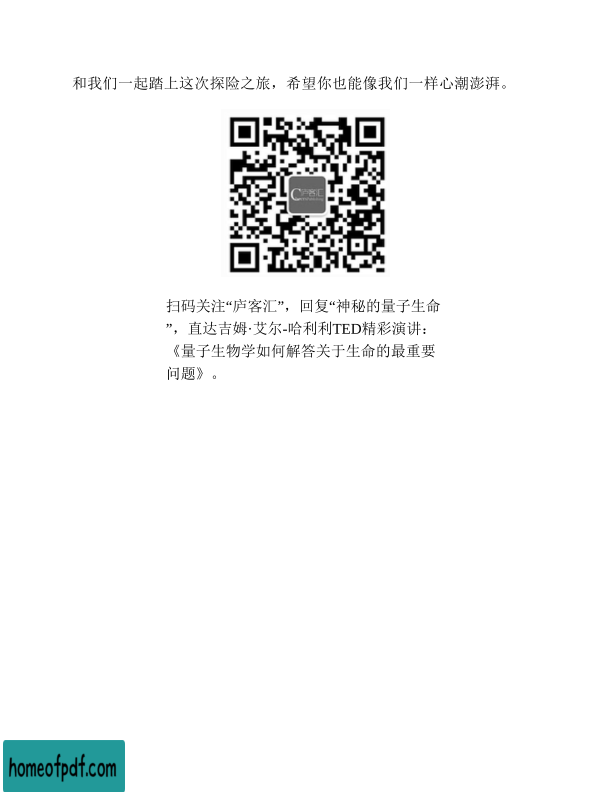 和我们一起踏上这次探险之旅，希望你也能像我们一样心潮澎湃。
庐客汇
扫码关注“庐客汇”，回复“神秘的量子生命
”，直达吉姆·艾尔-哈利利TED精彩演讲：
《量子生物学如何解答关于生命的最重要
问题》。
homeofpdf.com